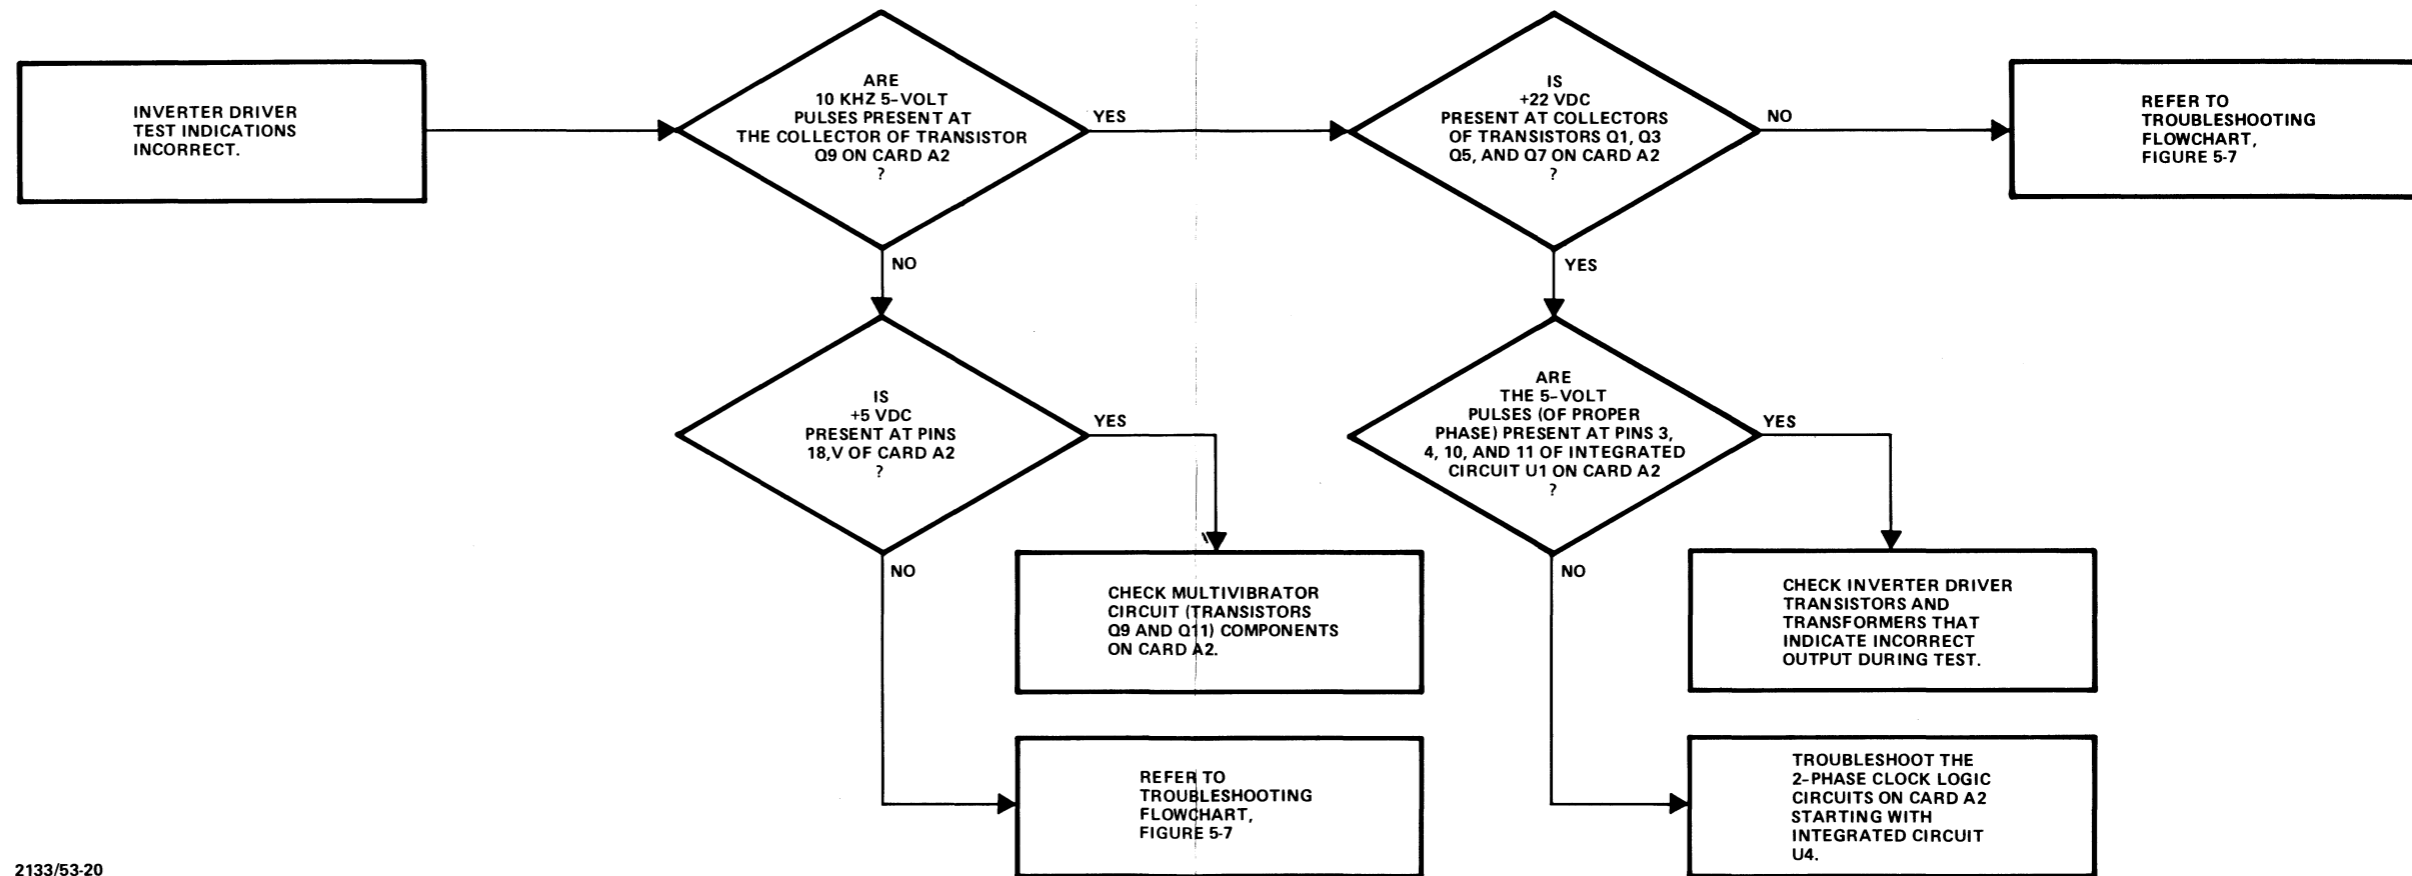 INVERTER DRIVER
TEST INDICATIONS
INCORRECT.
ARE
10 KHZ 5-VOLT
PULSES PRESENT AT
THE COLLECTOR OF TRANSISTOR
Q9 ON CARD A2
?
YES
NO
IS
+22 VDC
PRESENT AT COLLECTORS
OF TRANSISTORS Q1, Q3
Q5, AND Q7 ON CARD A2
?
NO
YES
REFER TO
TROUBLESHOOTING
FLOWCHART,
FIGURE 5-7
IS
+5 VDC
PRESENT AT PINS
18,V OF CARD A2
?
YES
NO
ARE
THE 5-VOLT
PULSES (OF PROPER
PHASE) PRESENT AT PINS 3,
4, 10, AND 11 OF INTEGRATED
CIRCUIT U1 ON CARD A2
?
YES
NO
CHECK MULTIVIBRATOR
CIRCUIT (TRANSISTORS
Q9 AND Q11) COMPONENTS
ON CARD A2.
CHECK INVERTER DRIVER
TRANSISTORS AND
TRANSFORMERS THAT
INDICATE INCORRECT
OUTPUT DURING TEST.
REFER TO
TROUBLESHOOTING
FLOWCHART,
FIGURE 5-7
TROUBLESHOOT THE
2-PHASE CLOCK LOGIC
CIRCUITS ON CARD A2
STARTING WITH
INTEGRATED CIRCUIT
U4.
2133/53-20